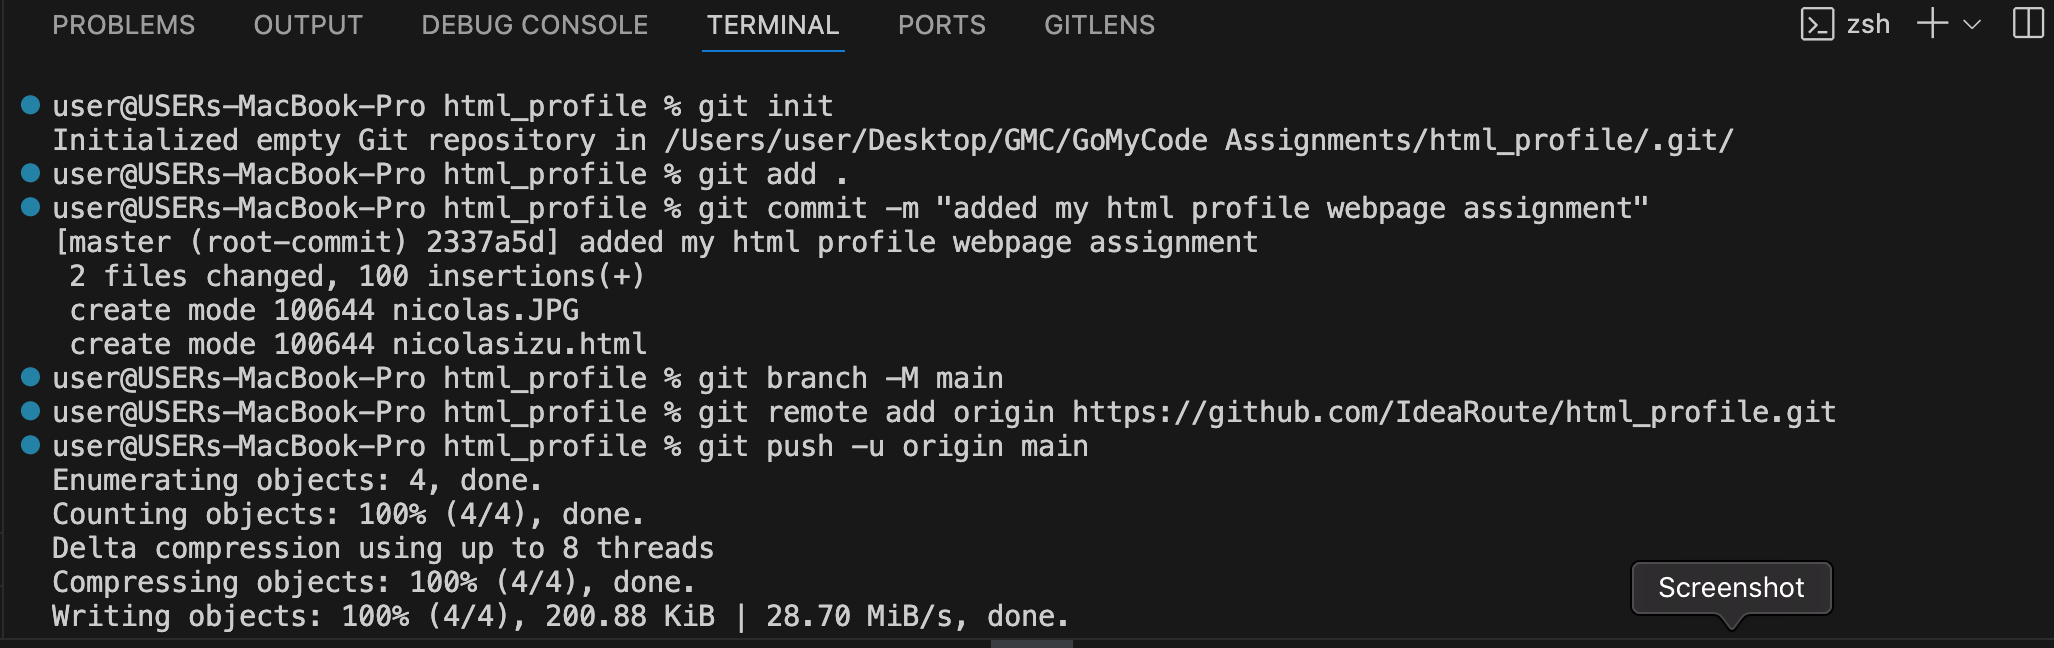 PROBLEMS OUTPUT DEBUG CONSOLE TERMINAL PORTS GITLENS zsh
user@USERs-MacBook-Pro html_profile % git init
Initialized empty Git repository in /Users/user/Desktop/GMC/GoMyCode Assignments/html_profile/.git/
user@USERs-MacBook-Pro html_profile % git add .
user@USERs-MacBook-Pro html_profile % git commit -m "added my html profile webpage assignment"
[master (root-commit) 2337a5d] added my html profile webpage assignment
2 files changed, 100 insertions(+)
create mode 100644 nicolas.JPG
create mode 100644 nicolasizu.html
user@USERs-MacBook-Pro html_profile % git branch -M main
user@USERs-MacBook-Pro html_profile % git remote add origin https://github.com/IdeaRoute/html_profile.git
user@USERs-MacBook-Pro html_profile % git push -u origin main
Enumerating objects: 4, done.
Counting objects: 100% (4/4), done.
Delta compression using up to 8 threads
Compressing objects: 100% (4/4), done.
Writing objects: 100% (4/4), 200.88 KiB | 28.70 MiB/s, done.
Screenshot